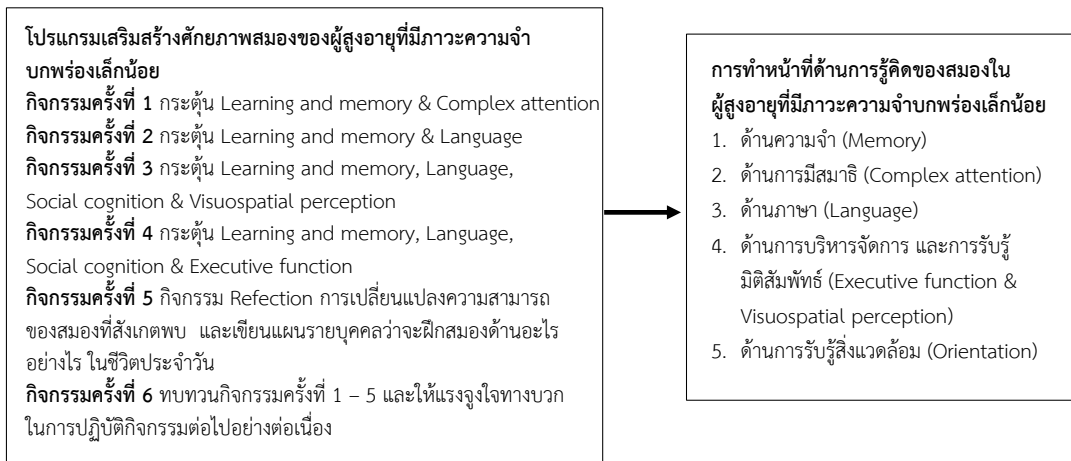 โปรแกรมเสริมสร้างศักยภาพสมองของผู้สูงอายุที่มีภาวะความจำ
บกพร่องเล็กน้อย
กิจกรรมครั้งที่ 1 กระตุ้น Learning and memory & Complex attention
กิจกรรมครั้งที่ 2 กระตุ้น Learning and memory & Language
กิจกรรมครั้งที่ 3 กระตุ้น Learning and memory, Language,
Social cognition & Visuospatial perception
กิจกรรมครั้งที่ 4 กระตุ้น Learning and memory, Language,
Social cognition & Executive function
กิจกรรมครั้งที่ 5 กิจกรรม Refection การเปลี่ยนแปลงความสามารถ
ของสมองที่สังเกตพบ และเขียนแผนรายบุคคลว่าจะฝึกสมองด้านอะไร
อย่างไร ในชีวิตประจำวัน
กิจกรรมครั้งที่ 6 ทบทวนกิจกรรมครั้งที่ 1 – 5 และให้แรงจูงใจทางบวก
ในการปฏิบัติกิจกรรมต่อไปอย่างต่อเนื่อง
การทำหน้าที่ด้านการรู้คิดของสมองใน
ผู้สูงอายุที่มีภาวะความจำบกพร่องเล็กน้อย
1. ด้านความจำ (Memory)
2. ด้านการมีสมาธิ (Complex attention)
3. ด้านภาษา (Language)
4. ด้านการบริหารจัดการ และการรับรู้
มิติสัมพัทธ์ (Executive function &
Visuospatial perception)
5. ด้านการรับรู้สิ่งแวดล้อม (Orientation)